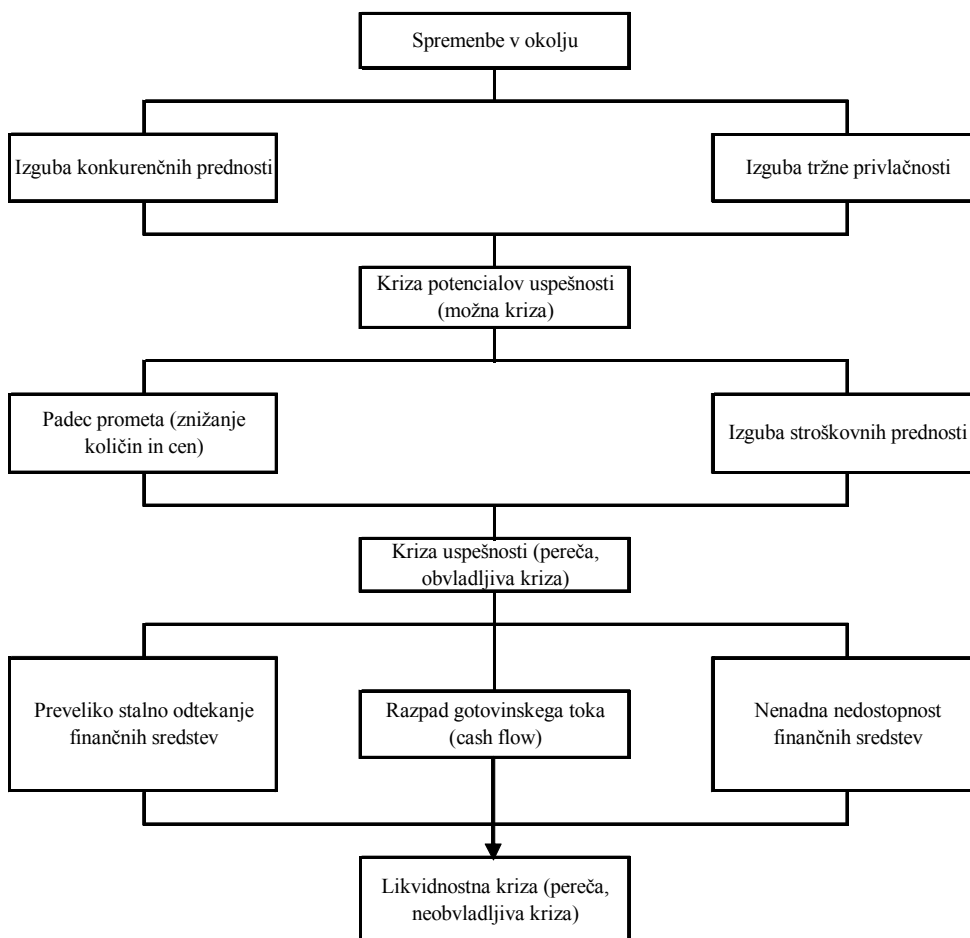 Spremenbe v okolju
Izguba konkurenčnih prednosti
Izguba tržne privlačnosti
Kriza potencialov uspešnosti
(možna kriza)
Padec prometa (znižanje
količin in cen)
Izguba stroškovnih prednosti
Kriza uspešnosti (pereča,
obvladljiva kriza)
Preveliko stalno odtekanje
finančnih sredstev
Razpad gotovinskega toka
(cash flow)
Nenadna nedostopnost
finančnih sredstev
Likvidnostna kriza (pereča,
neobvladljiva kriza)